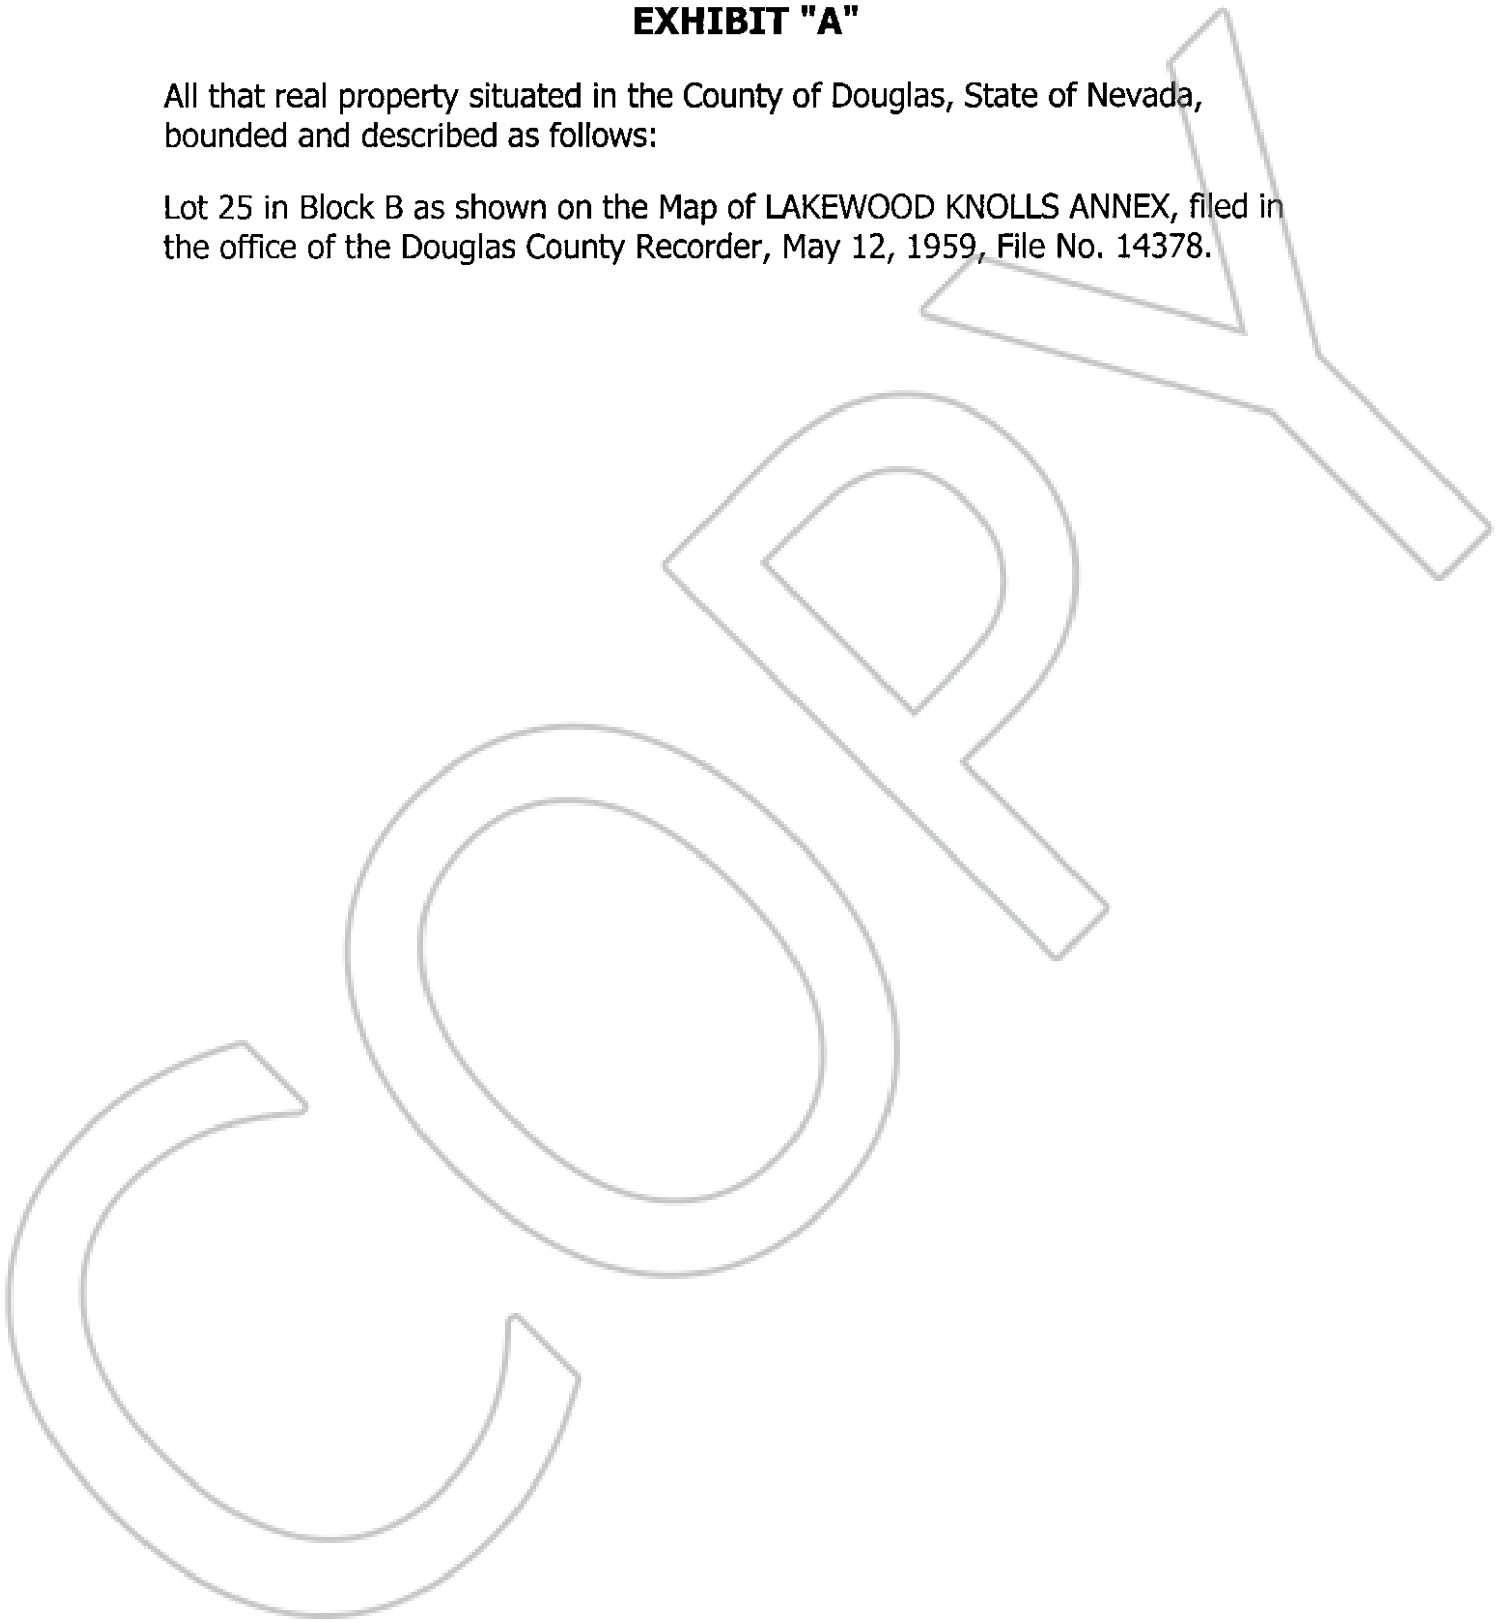 EXHIBIT "A"
All that real property situated in the County of Douglas, State of Nevada,
bounded and described as follows:
Lot 25 in Block B as shown on the Map of LAKEWOOD KNOLLS ANNEX, filed in
the office of the Douglas County Recorder, May 12, 1959, File No. 14378.
COPY